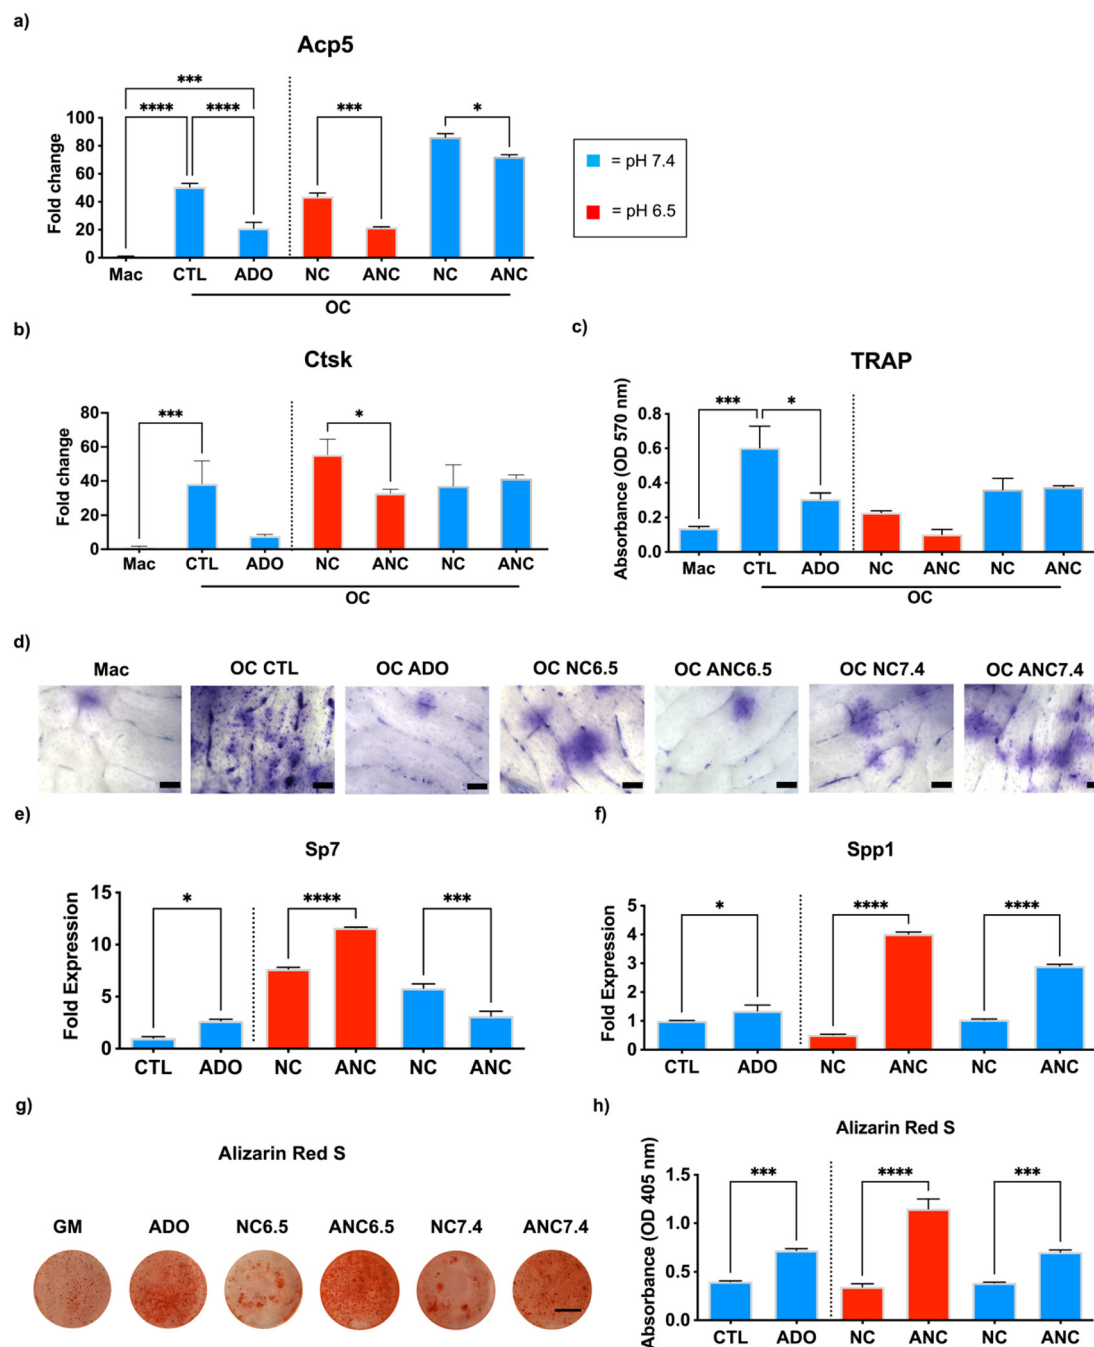 a)
Acp5
***
**** ****
*** *
Fold change
100
80
60
40
20
0
Mac CTL ADO NC ANC NC ANC
OC
= pH 7.4
= pH 6.5
b)
Ctsk
***
*
Fold change
80
60
40
20
0
Mac CTL ADO NC ANC NC ANC
OC
c)
TRAP
*** *
Absorbance (OD 570 nm)
0.8
0.6
0.4
0.2
0.0
Mac CTL ADO NC ANC NC ANC
OC
d)
Mac OC CTL OC ADO OC NC6.5 OC ANC6.5 OC NC7.4 OC ANC7.4
e)
Sp7
* **** ***
Fold Expression
15
10
5
0
CTL ADO NC ANC NC ANC
f)
Spp1
* **** ****
Fold Expression
5
4
3
2
1
0
CTL ADO NC ANC NC ANC
g)
Alizarin Red S
GM ADO NC6.5 ANC6.5 NC7.4 ANC7.4
h)
Alizarin Red S
*** **** ***
Absorbance (OD 405 nm)
1.5
1.0
0.5
0.0
CTL ADO NC ANC NC ANC